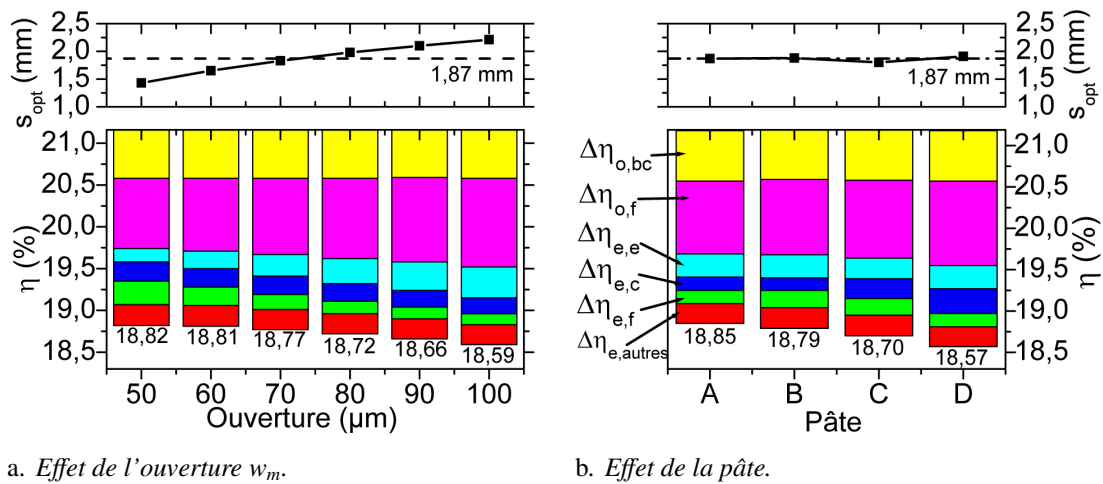 2,5
2,0
1,5
1,0
s_opt (mm)
1,87 mm
21,0
20,5
20,0
19,5
19,0
18,5
η (%)
18,82 18,81 18,77 18,72 18,66 18,59
50 60 70 80 90 100
Ouverture (µm)
a. Effet de l'ouverture w_m.
2,5
2,0
1,5
1,0
s_opt (mm)
1,87 mm
Δη_o,bc
Δη_o,f
Δη_e,e
Δη_e,c
Δη_e,f
Δη_e,autres
21,0
20,5
20,0
19,5
19,0
18,5
η (%)
18,85 18,79 18,70 18,57
A B C D
Pâte
b. Effet de la pâte.